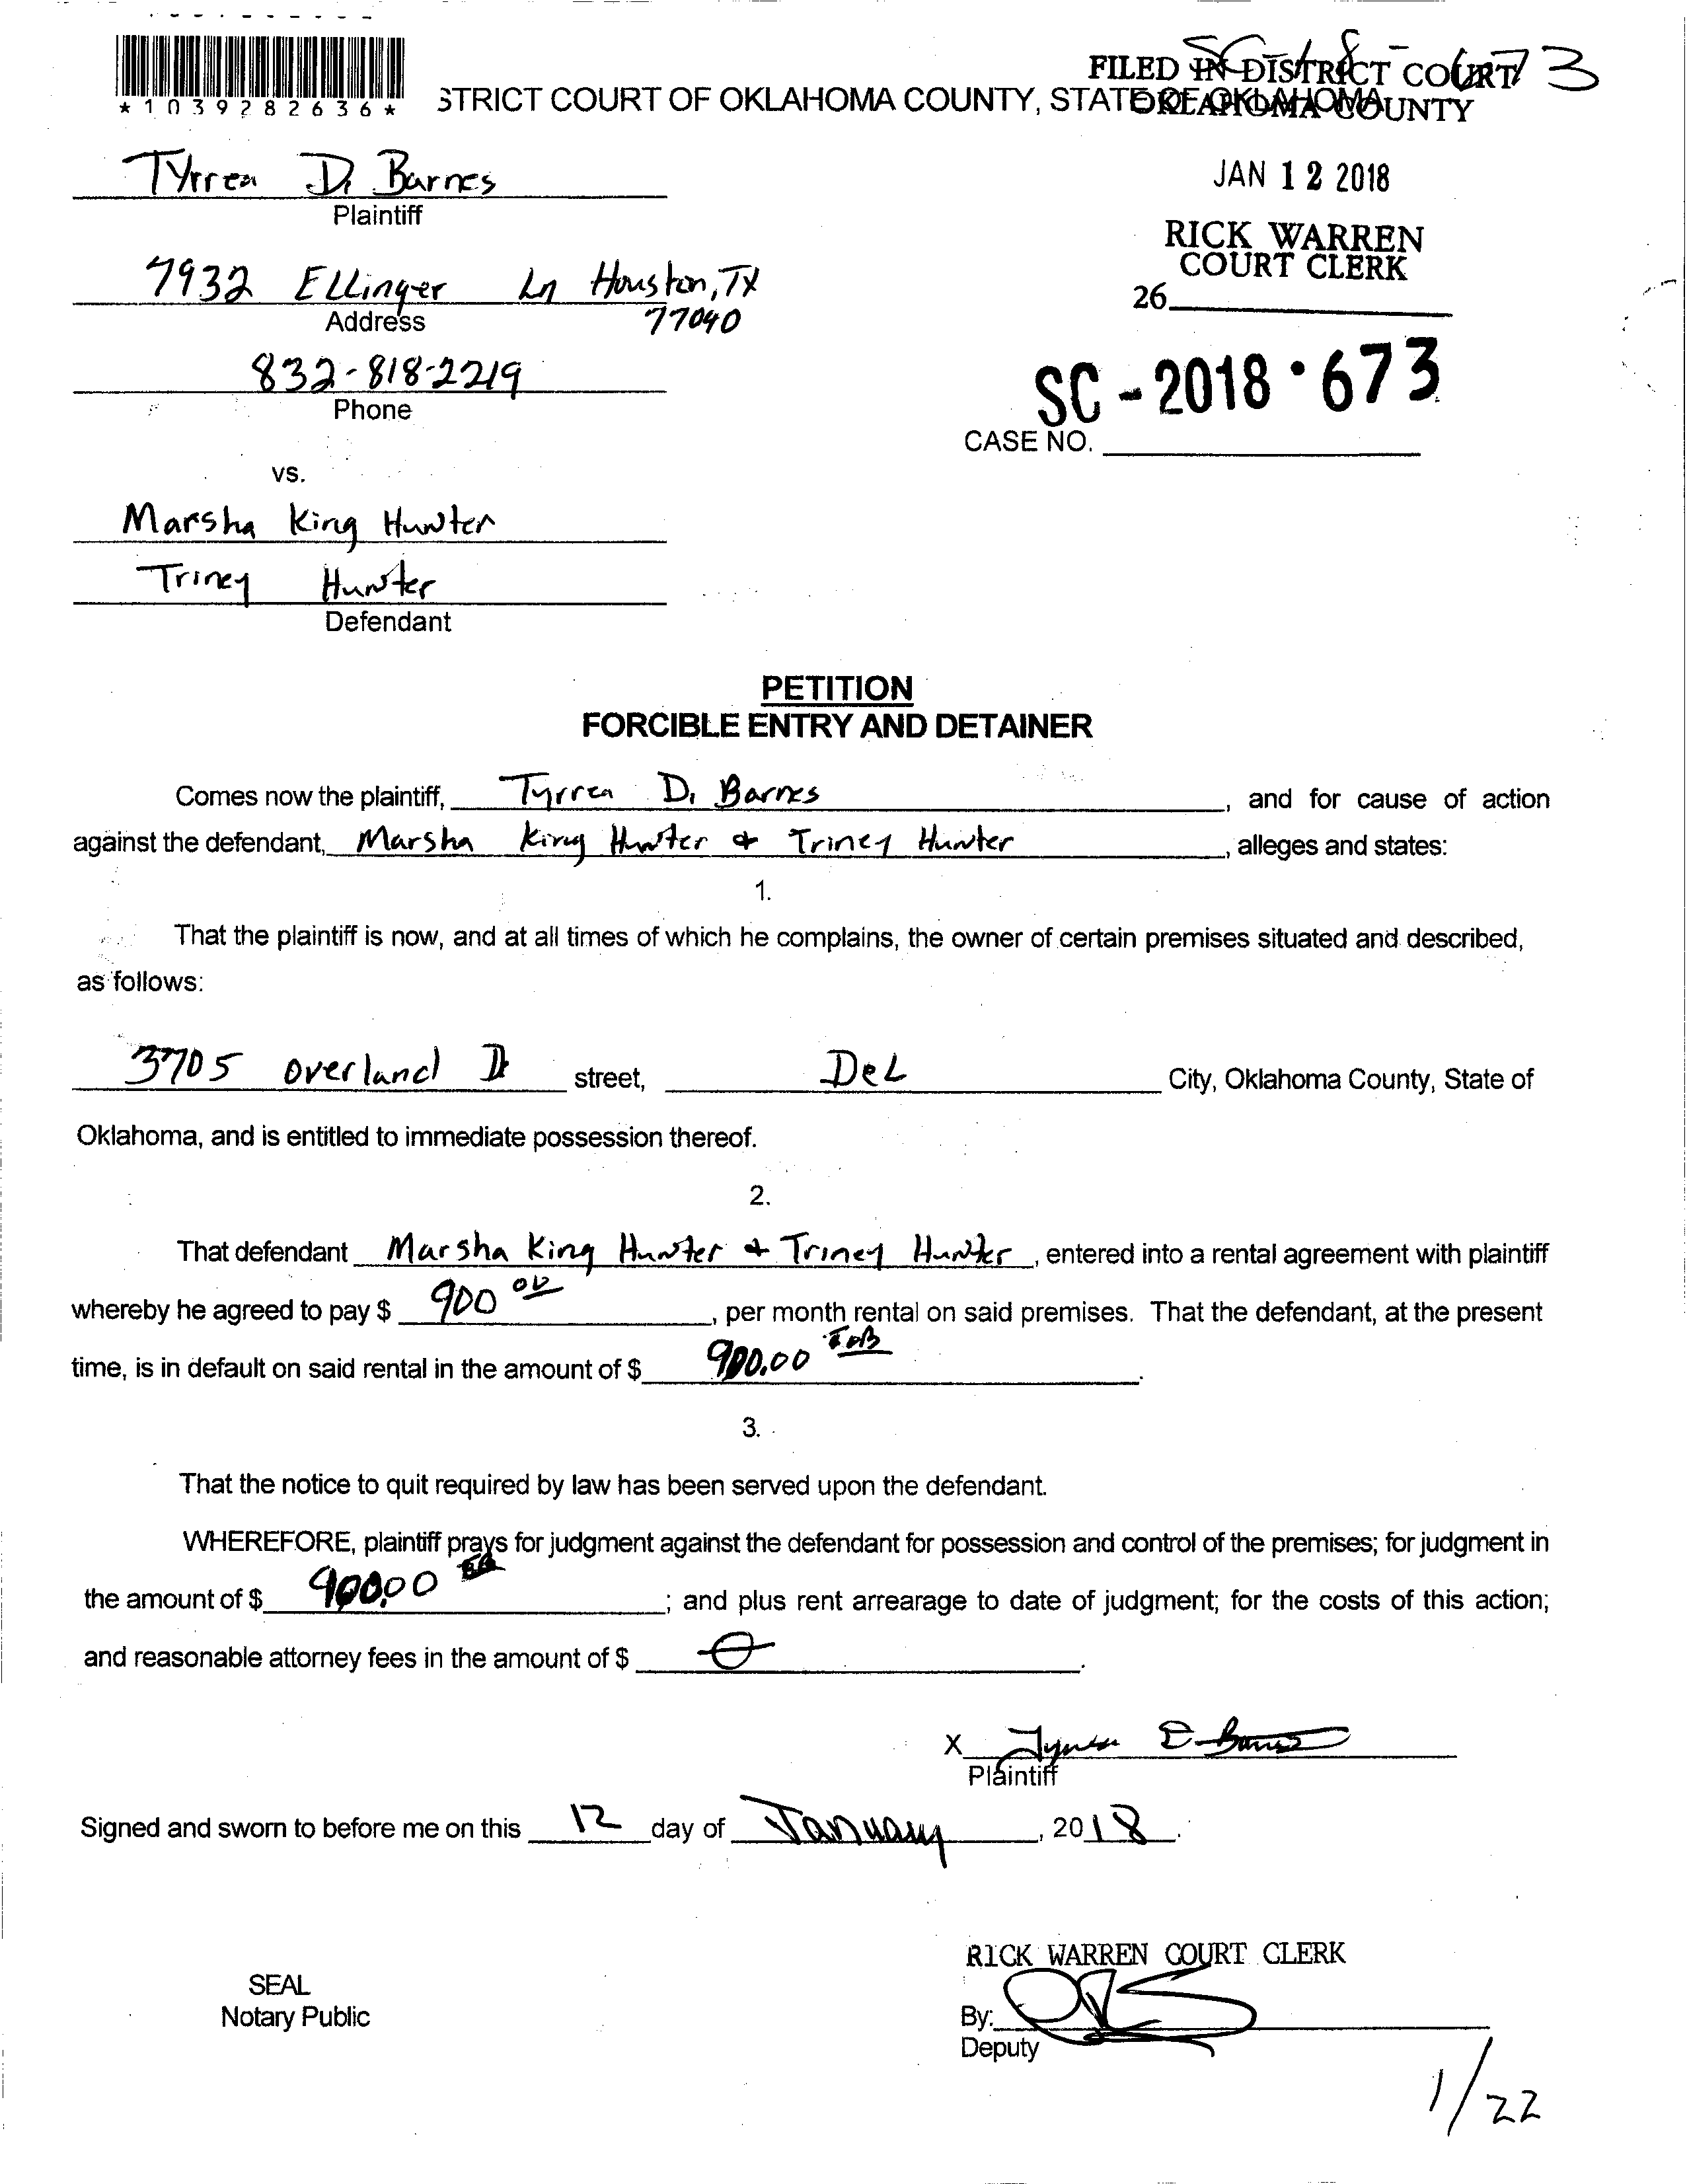 SC-18-673
FILED IN DISTRICT COURT
OKLAHOMA COUNTY
*1039282636*
STRICT COURT OF OKLAHOMA COUNTY, STATE OF OKLAHOMA
Tyrren D. Barnes
Plaintiff
JAN 12 2018
RICK WARREN
COURT CLERK
7932 Ellinger Ln Houston, TX
Address
77040
26
832-818-2219
Phone
SC-2018·673
CASE NO.
vs.
Marsha King Hunter
Triney Hunter
Defendant
PETITION
FORCIBLE ENTRY AND DETAINER
Comes now the plaintiff, Tyrren D. Barnes, and for cause of action
against the defendant, Marsha King Hunter & Triney Hunter, alleges and states:
1.
That the plaintiff is now, and at all times of which he complains, the owner of certain premises situated and described,
as follows:
3705 Overland Dr street, Del City, Oklahoma County, State of
Oklahoma, and is entitled to immediate possession thereof.
2.
That defendant Marsha King Hunter & Triney Hunter, entered into a rental agreement with plaintiff
whereby he agreed to pay $ 900 00, per month rental on said premises. That the defendant, at the present
time, is in default on said rental in the amount of $ 900.00.
3.
That the notice to quit required by law has been served upon the defendant.
WHEREFORE, plaintiff prays for judgment against the defendant for possession and control of the premises; for judgment in
the amount of $ 900.00; and plus rent arrearage to date of judgment; for the costs of this action;
and reasonable attorney fees in the amount of $ 0.
X Tyrren D Barnes
Plaintiff
Signed and sworn to before me on this 12 day of January, 2018.
RICK WARREN COURT CLERK
SEAL
Notary Public
By:
Deputy
1/22